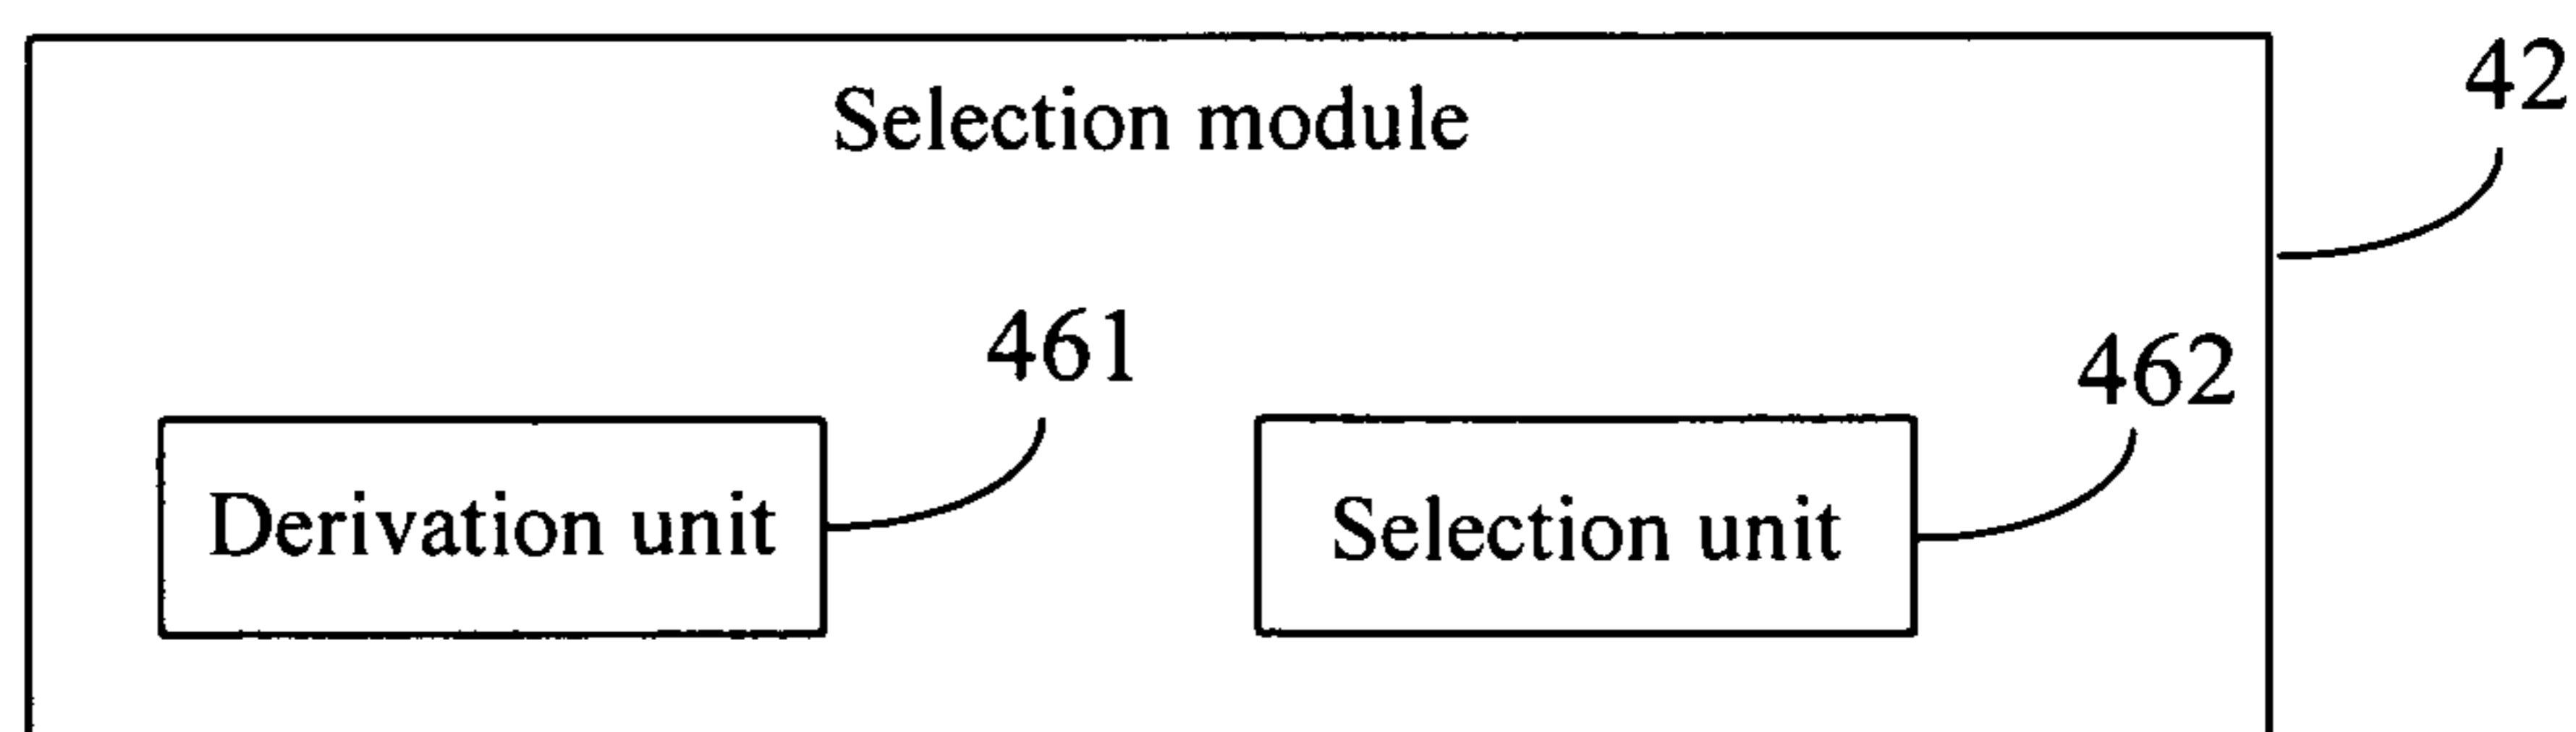 42
Selection module
461
462
Derivation unit
Selection unit